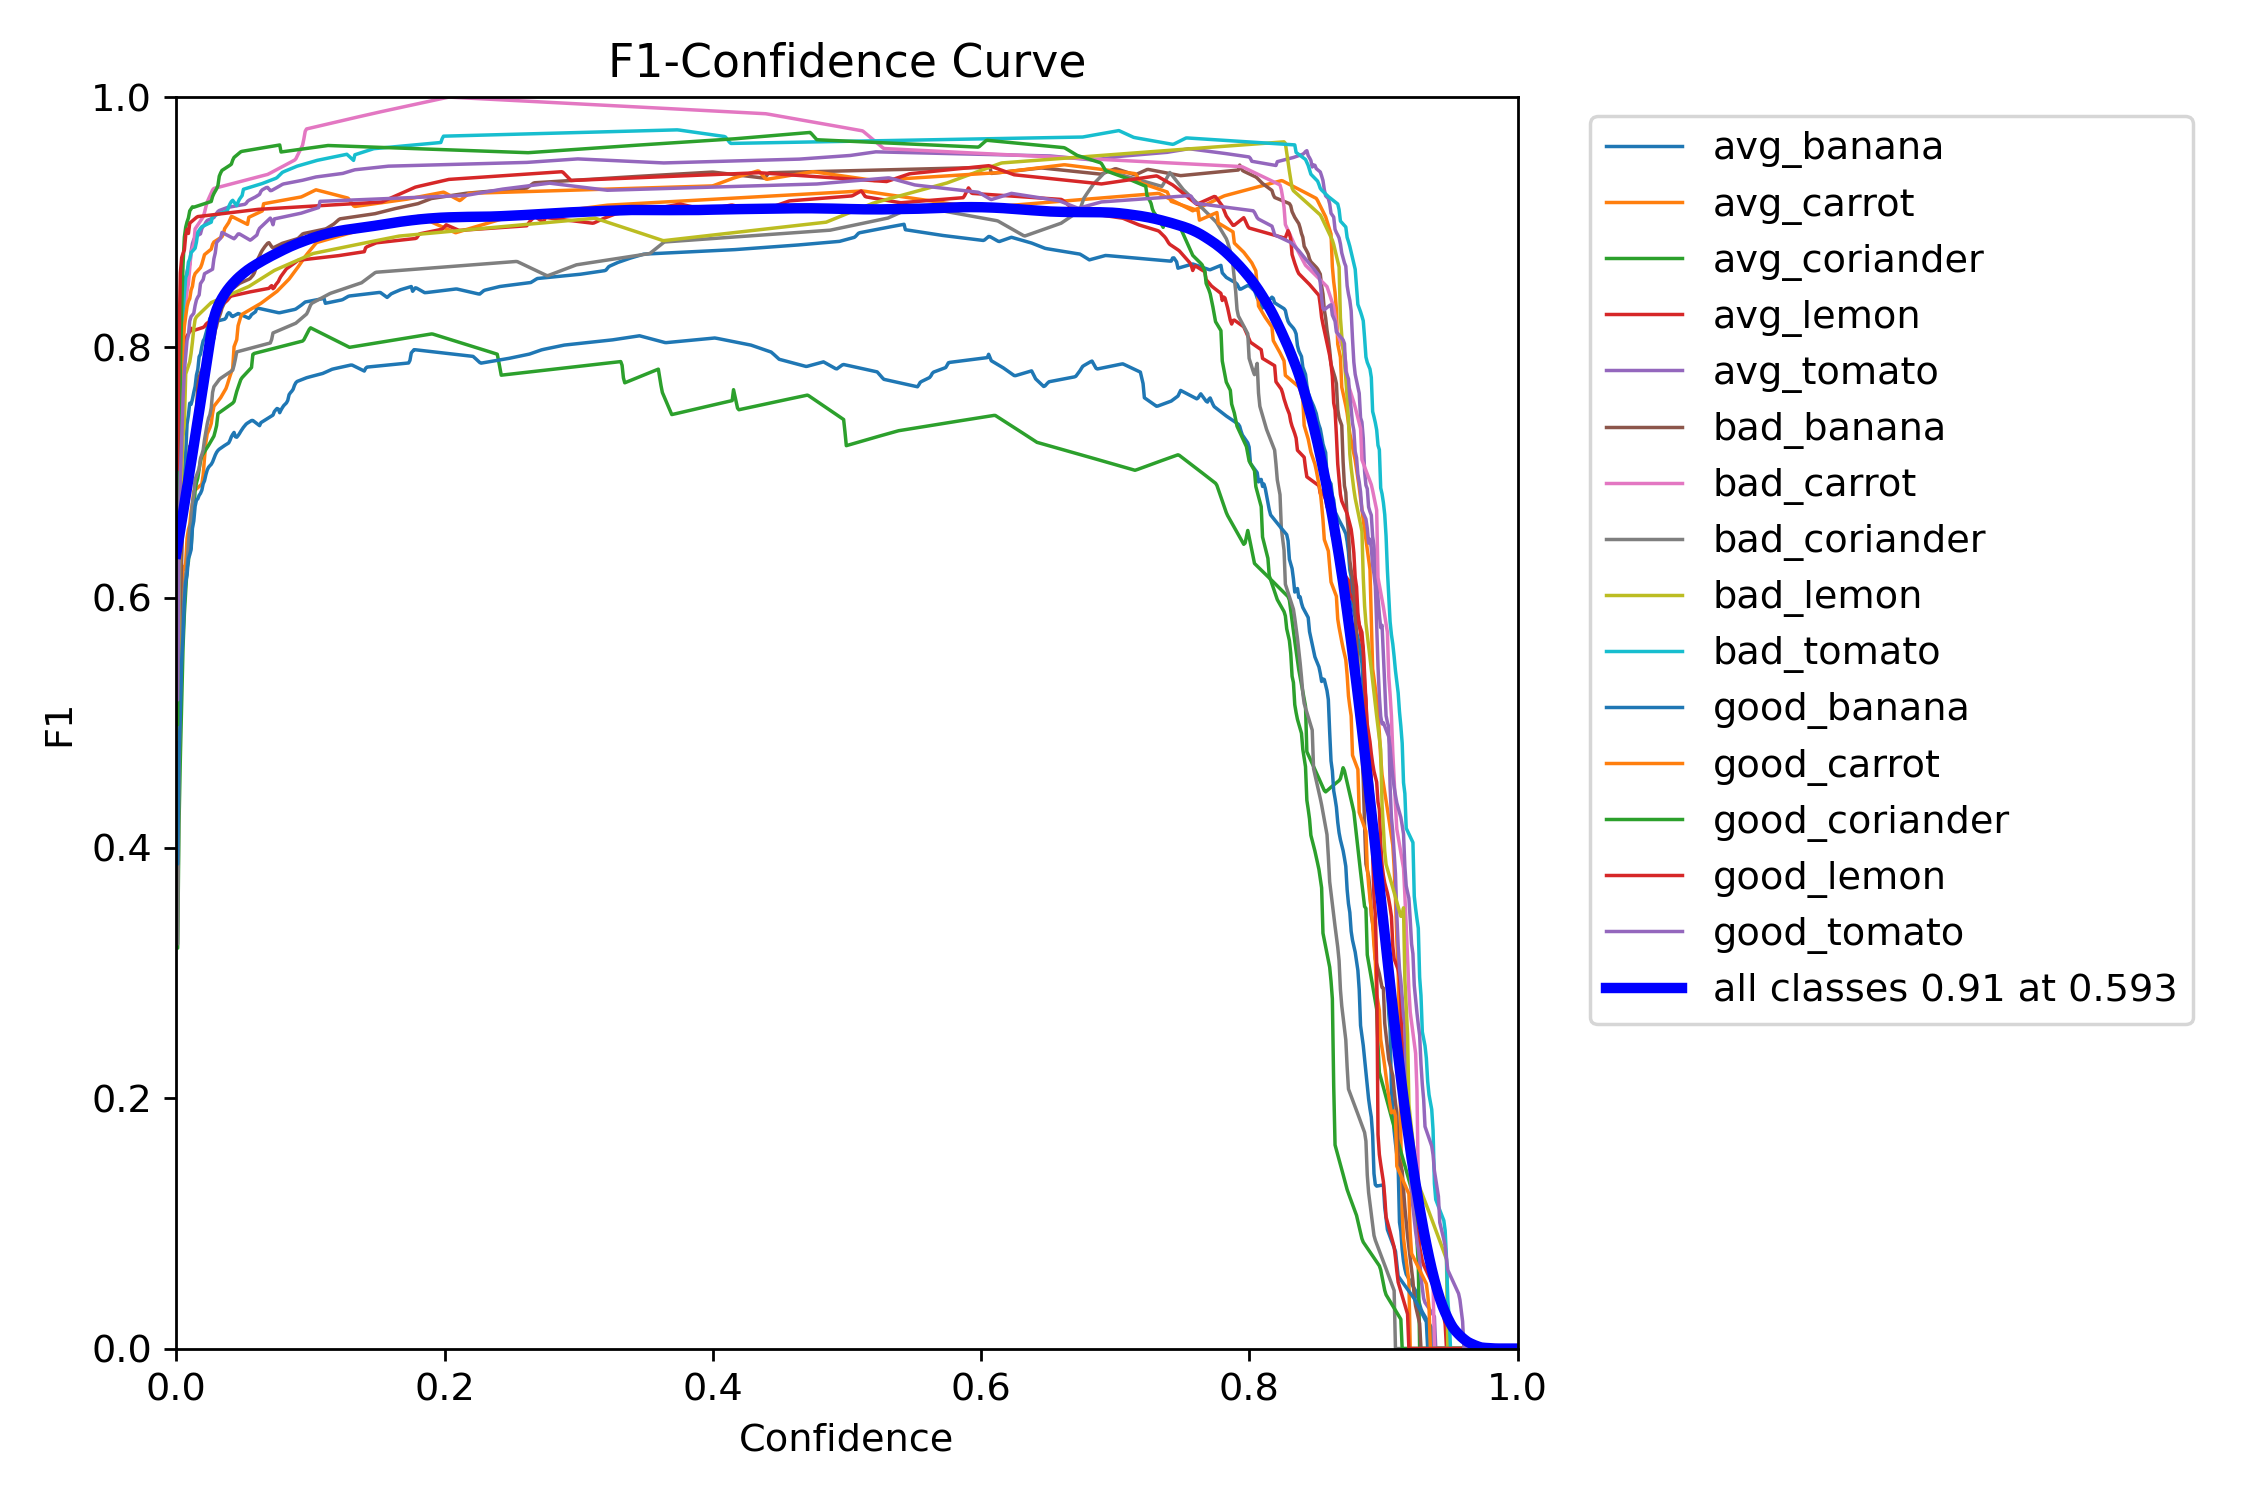 F1-Confidence Curve
1.0
0.8
0.6
0.4
0.2
0.0
F1
0.0 0.2 0.4 0.6 0.8 1.0
Confidence
avg_banana
avg_carrot
avg_coriander
avg_lemon
avg_tomato
bad_banana
bad_carrot
bad_coriander
bad_lemon
bad_tomato
good_banana
good_carrot
good_coriander
good_lemon
good_tomato
all classes 0.91 at 0.593